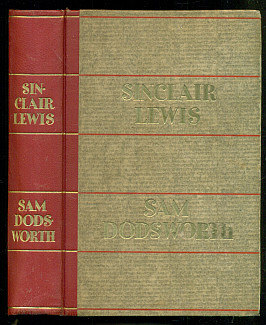 SIN-
CLAIR
LEWIS
SAM
DODS-
WORTH
SINCLAIR
LEWIS
SAM
DODSWORTH